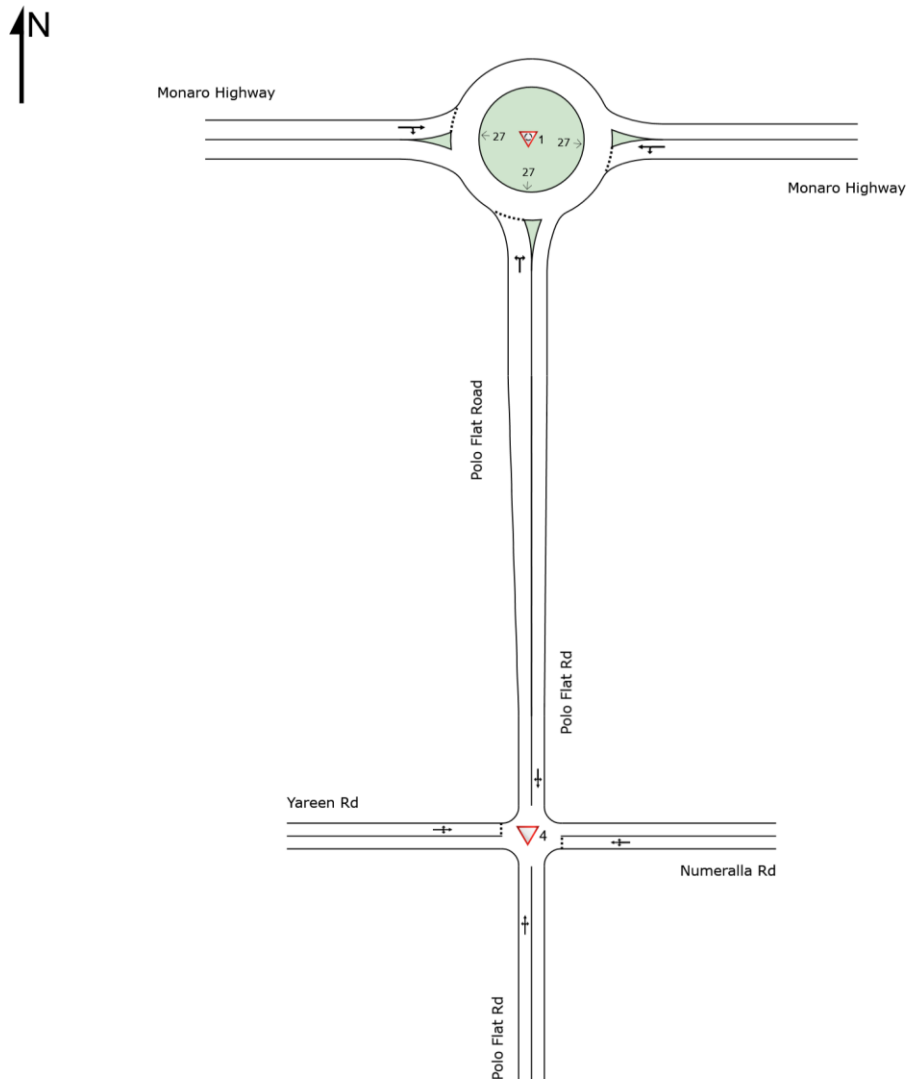 N
Monaro Highway
27
1
27
27
Monaro Highway
Polo Flat Road
Polo Flat Rd
Yareen Rd
4
Numeralla Rd
Polo Flat Rd